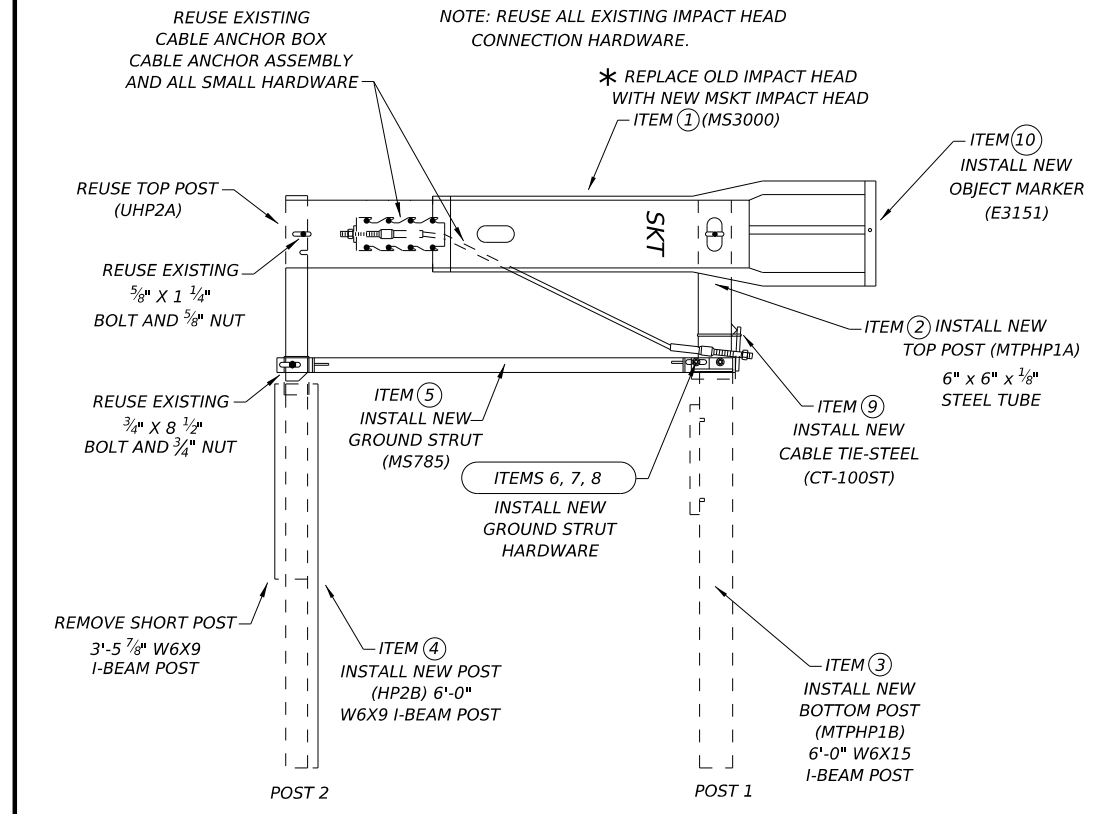 REUSE EXISTING
CABLE ANCHOR BOX
CABLE ANCHOR ASSEMBLY
AND ALL SMALL HARDWARE
NOTE: REUSE ALL EXISTING IMPACT HEAD
CONNECTION HARDWARE.
* REPLACE OLD IMPACT HEAD
WITH NEW MSKT IMPACT HEAD
ITEM 1 (MS3000)
ITEM 10
INSTALL NEW
OBJECT MARKER
(E3151)
REUSE TOP POST
(UHP2A)
SKT
REUSE EXISTING
5/8" X 1 1/4"
BOLT AND 5/8" NUT
ITEM 2 INSTALL NEW
TOP POST (MTPHP1A)
6" x 6" x 1/8"
STEEL TUBE
REUSE EXISTING
3/4" X 8 1/2"
BOLT AND 3/4" NUT
ITEM 5
INSTALL NEW
GROUND STRUT
(MS785)
ITEM 9
INSTALL NEW
CABLE TIE-STEEL
(CT-100ST)
ITEMS 6, 7, 8
INSTALL NEW
GROUND STRUT
HARDWARE
REMOVE SHORT POST
3'-5 7/8" W6X9
I-BEAM POST
ITEM 4
INSTALL NEW POST
(HP2B) 6'-0"
W6X9 I-BEAM POST
ITEM 3
INSTALL NEW
BOTTOM POST
(MTPHP1B)
6'-0" W6X15
I-BEAM POST
POST 2
POST 1